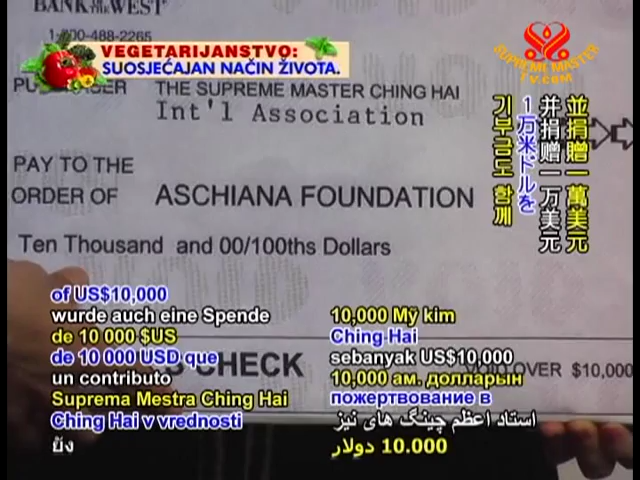 BANK OF THE WEST
1-800-488-2265
VEGETARIJANSTVO:
SUOSJEĆAJAN NAČIN ŽIVOTA.
SUPREME MASTER
TV.COM
THE SUPREME MASTER CHING HAI
Int'l Association
PAY TO THE
ORDER OF ASCHIANA FOUNDATION
Ten Thousand and 00/100ths Dollars
CHECK
VOID OVER $10,000
並捐贈一萬美元
并捐赠一万美元
1万米ドルを
기부금도 함께
of US$10,000
wurde auch eine Spende
de 10 000 $US
de 10 000 USD que
un contributo
Suprema Mestra Ching Hai
Ching Hai v vrednosti
ยัง
10,000 Mỹ kim
Ching Hai
sebanyak US$10,000
10,000 ам. долларын
пожертвование в
استاد اعظم چینگ های نیز
10.000 دولار